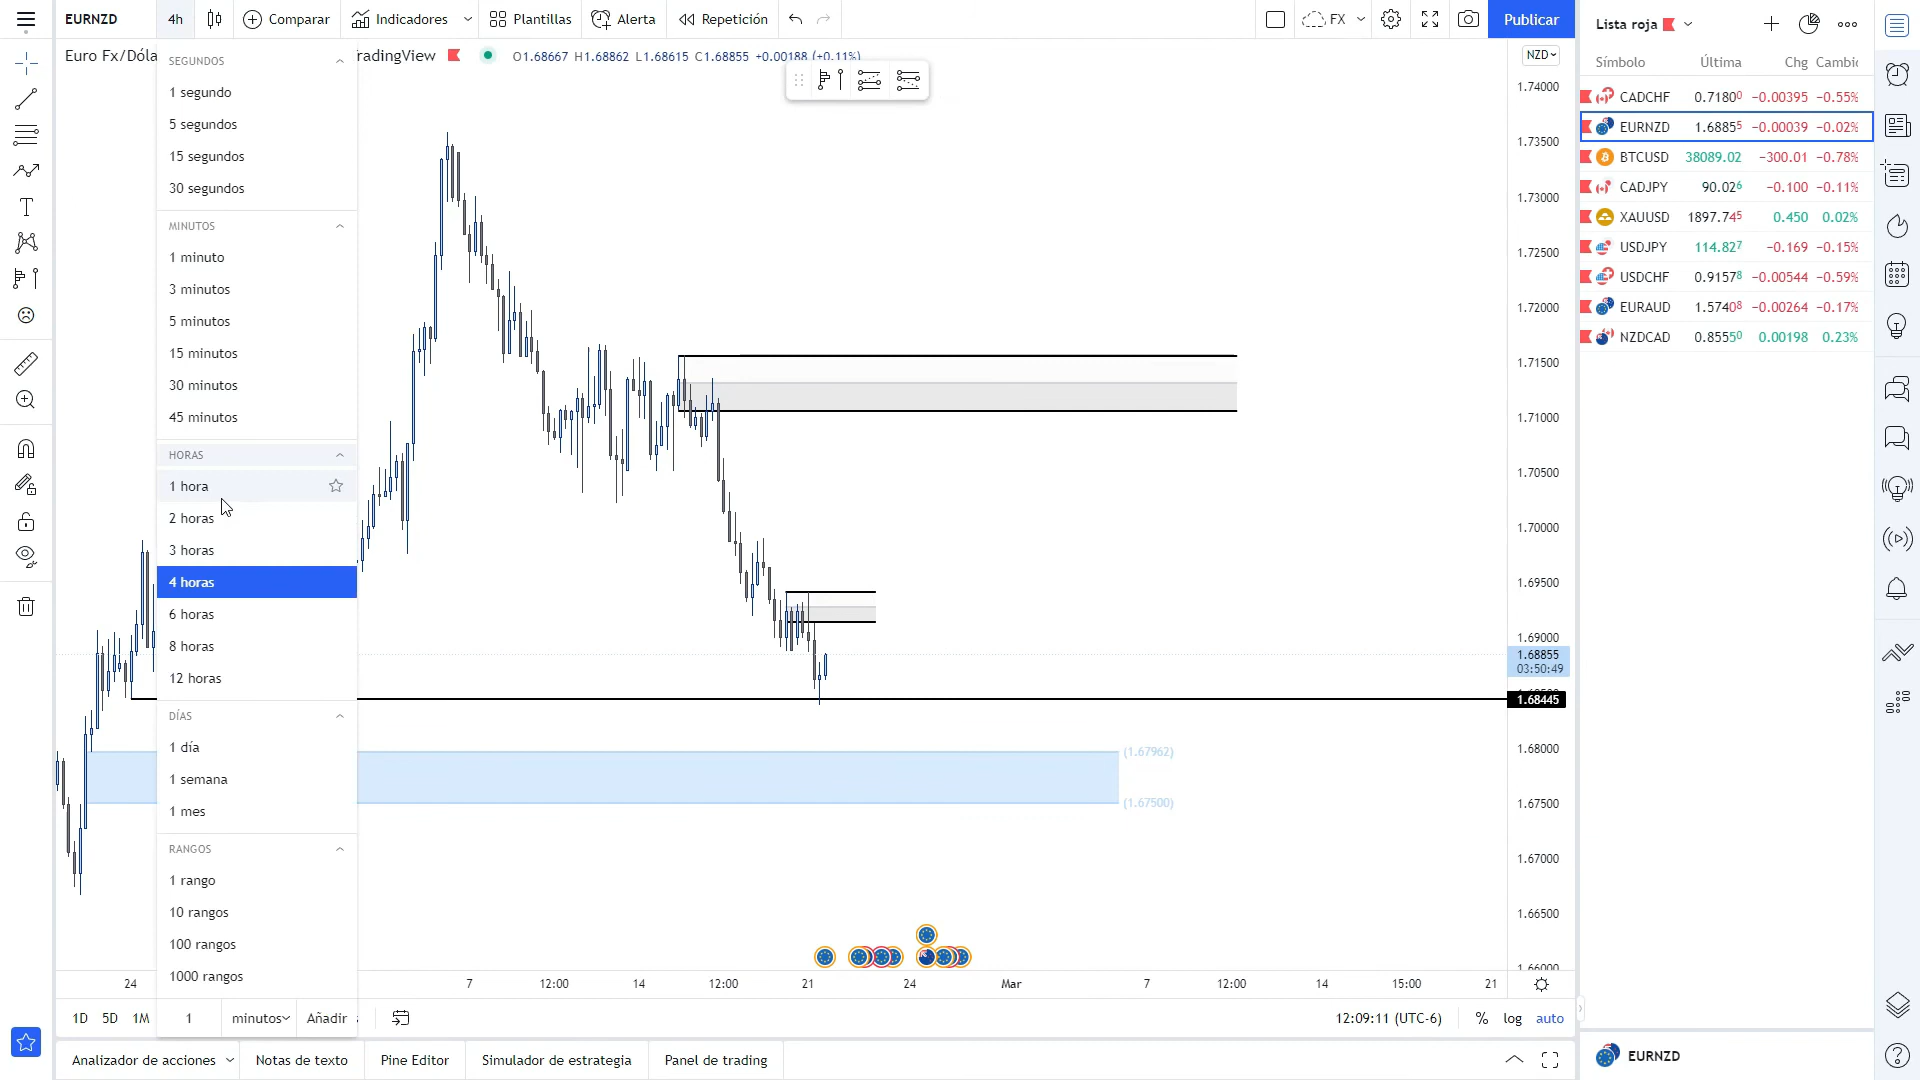 EURNZD
4h
Comparar
Indicadores
Plantillas
Alerta
Repetición
FX
Publicar
Lista roja
Euro Fx/Dóla
TradingView
O1.68667 H1.68862 L1.68615 C1.68855 +0.00188 (+0.11%)
NZD
SEGUNDOS
1 segundo
5 segundos
15 segundos
30 segundos
MINUTOS
1 minuto
3 minutos
5 minutos
15 minutos
30 minutos
45 minutos
HORAS
1 hora
2 horas
3 horas
4 horas
6 horas
8 horas
12 horas
DÍAS
1 día
1 semana
1 mes
RANGOS
1 rango
10 rangos
100 rangos
1000 rangos
1 minutos Añadir
(1.67962)
(1.67500)
1.74000
1.73500
1.73000
1.72500
1.72000
1.71500
1.71000
1.70500
1.70000
1.69500
1.69000
1.68855
03:50:49
1.68445
1.68000
1.67500
1.67000
1.66500
1.66000
24 7 12:00 14 12:00 21 24 Mar 7 12:00 14 15:00 21
1D 5D 1M
12:09:11 (UTC-6) % log auto
Analizador de acciones Notas de texto Pine Editor Simulador de estrategia Panel de trading
Símbolo Última Chg Cambio
CADCHF 0.71800 −0.00395 −0.55%
EURNZD 1.68855 −0.00039 −0.02%
BTCUSD 38089.02 −300.01 −0.78%
CADJPY 90.026 −0.100 −0.11%
XAUUSD 1897.745 0.450 0.02%
USDJPY 114.827 −0.169 −0.15%
USDCHF 0.91578 −0.00544 −0.59%
EURAUD 1.57408 −0.00264 −0.17%
NZDCAD 0.85550 0.00198 0.23%
EURNZD